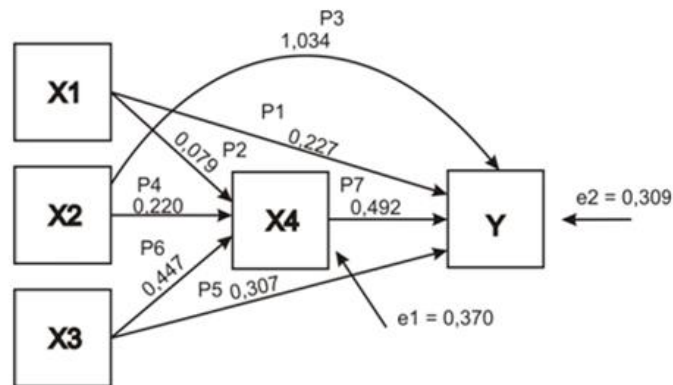 P3
1,034
X1
P1
0,227
P2
0,079
X2
P4
0,220
X4
P7
0,492
Y
e2 = 0,309
P6
0,447
P5
0,307
X3
e1 = 0,370